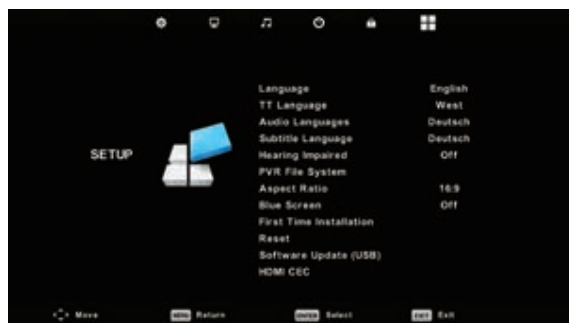 Language English
TT Language West
Audio Languages Deutsch
Subtitle Language Deutsch
SETUP
Hearing Impaired Off
PVR File System
Aspect Ratio 16:9
Blue Screen Off
First Time Installation
Reset
Software Update (USB)
HDMI CEC
Move MENU Return ENTER Select EXIT Exit